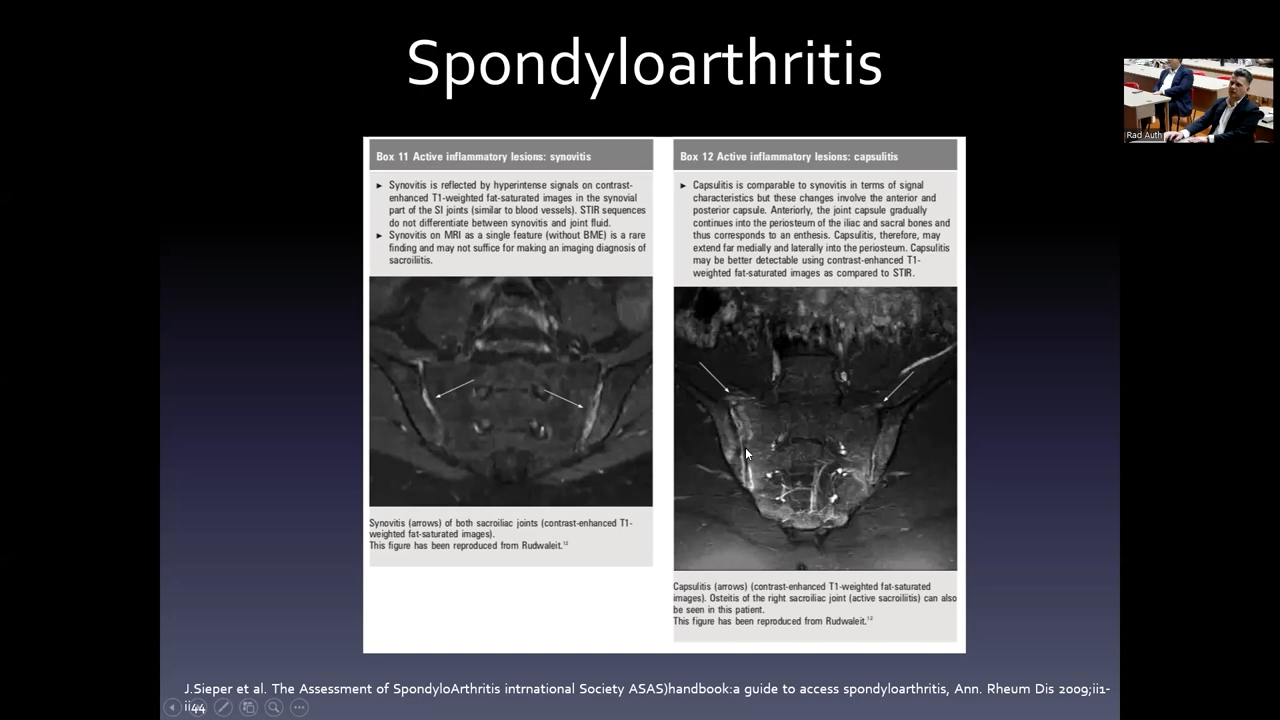 Spondyloarthritis
Rad Auth
Box 11 Active inflammatory lesions: synovitis
► Synovitis is reflected by hyperintense signals on contrast-
enhanced T1-weighted fat-saturated images in the synovial
part of the SI joints (similar to blood vessels). STIR sequences
do not differentiate between synovitis and joint fluid.
► Synovitis on MRI as a single feature (without BME) is a rare
finding and may not suffice for making an imaging diagnosis of
sacroiliitis.
Synovitis (arrows) of both sacroiliac joints (contrast-enhanced T1-
weighted fat-saturated images).
This figure has been reproduced from Rudwaleit.12
Box 12 Active inflammatory lesions: capsulitis
► Capsulitis is comparable to synovitis in terms of signal
characteristics but these changes involve the anterior and
posterior capsule. Anteriorly, the joint capsule gradually
continues into the periosteum of the iliac and sacral bones and
thus corresponds to an enthesis. Capsulitis, therefore, may
extend far medially and laterally into the periosteum. Capsulitis
may be better detectable using contrast-enhanced T1-
weighted fat-saturated images as compared to STIR.
Capsulitis (arrows) (contrast-enhanced T1-weighted fat-saturated
images). Osteitis of the right sacroiliac joint (active sacroiliitis) can also
be seen in this patient.
This figure has been reproduced from Rudwaleit.12
J.Sieper et al. The Assessment of SpondyloArthritis intrnational Society ASAS)handbook:a guide to access spondyloarthritis, Ann. Rheum Dis 2009;ii1-
ii44